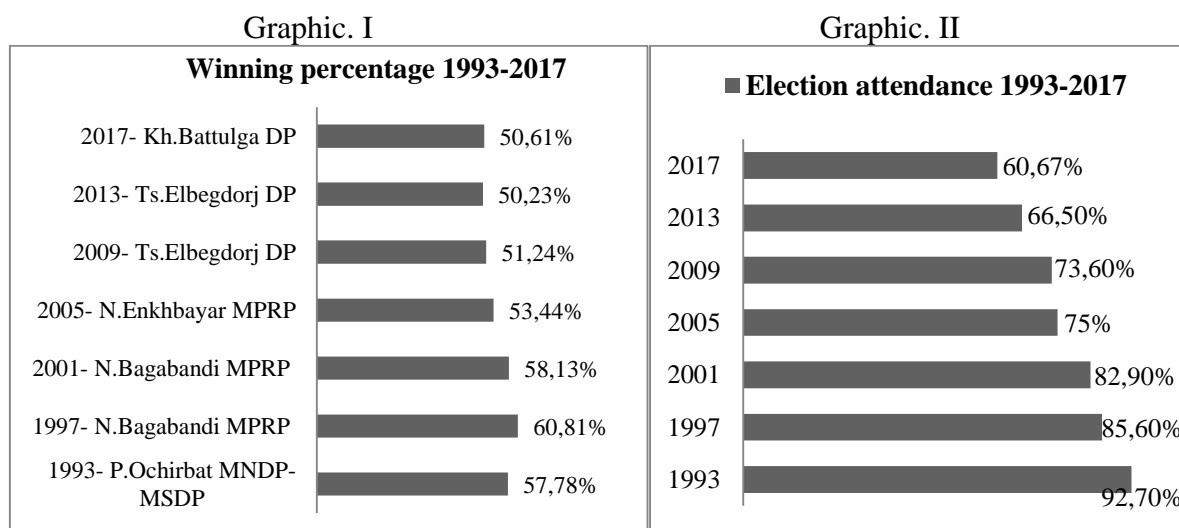 Graphic. I
Winning percentage 1993-2017
2017- Kh.Battulga DP
50,61%
2013- Ts.Elbegdorj DP
50,23%
2009- Ts.Elbegdorj DP
51,24%
2005- N.Enkhbayar MPRP
53,44%
2001- N.Bagabandi MPRP
58,13%
1997- N.Bagabandi MPRP
60,81%
1993- P.Ochirbat MNDP-
MSDP
57,78%
Graphic. II
Election attendance 1993-2017
2017
60,67%
2013
66,50%
2009
73,60%
2005
75%
2001
82,90%
1997
85,60%
1993
92,70%